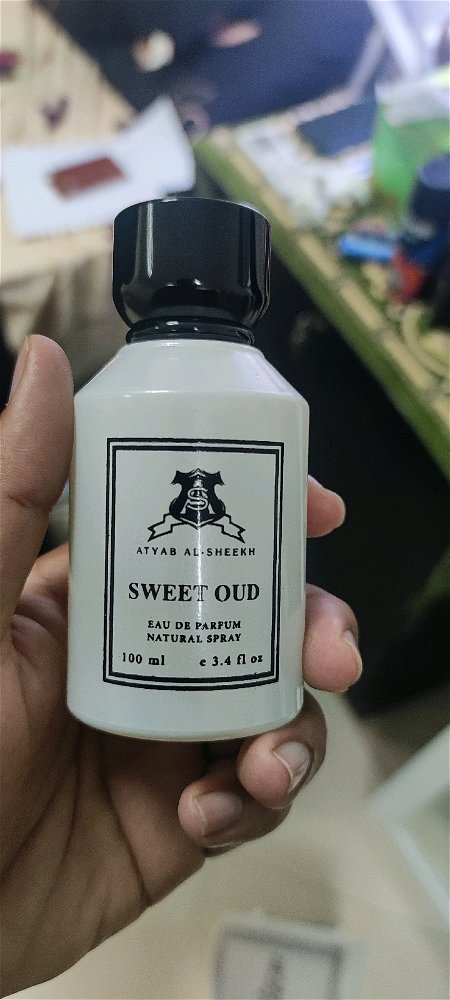 ATYAB AL-SHEEKH
SWEET OUD
EAU DE PARFUM
NATURAL SPRAY
100 ml e 3.4 fl oz